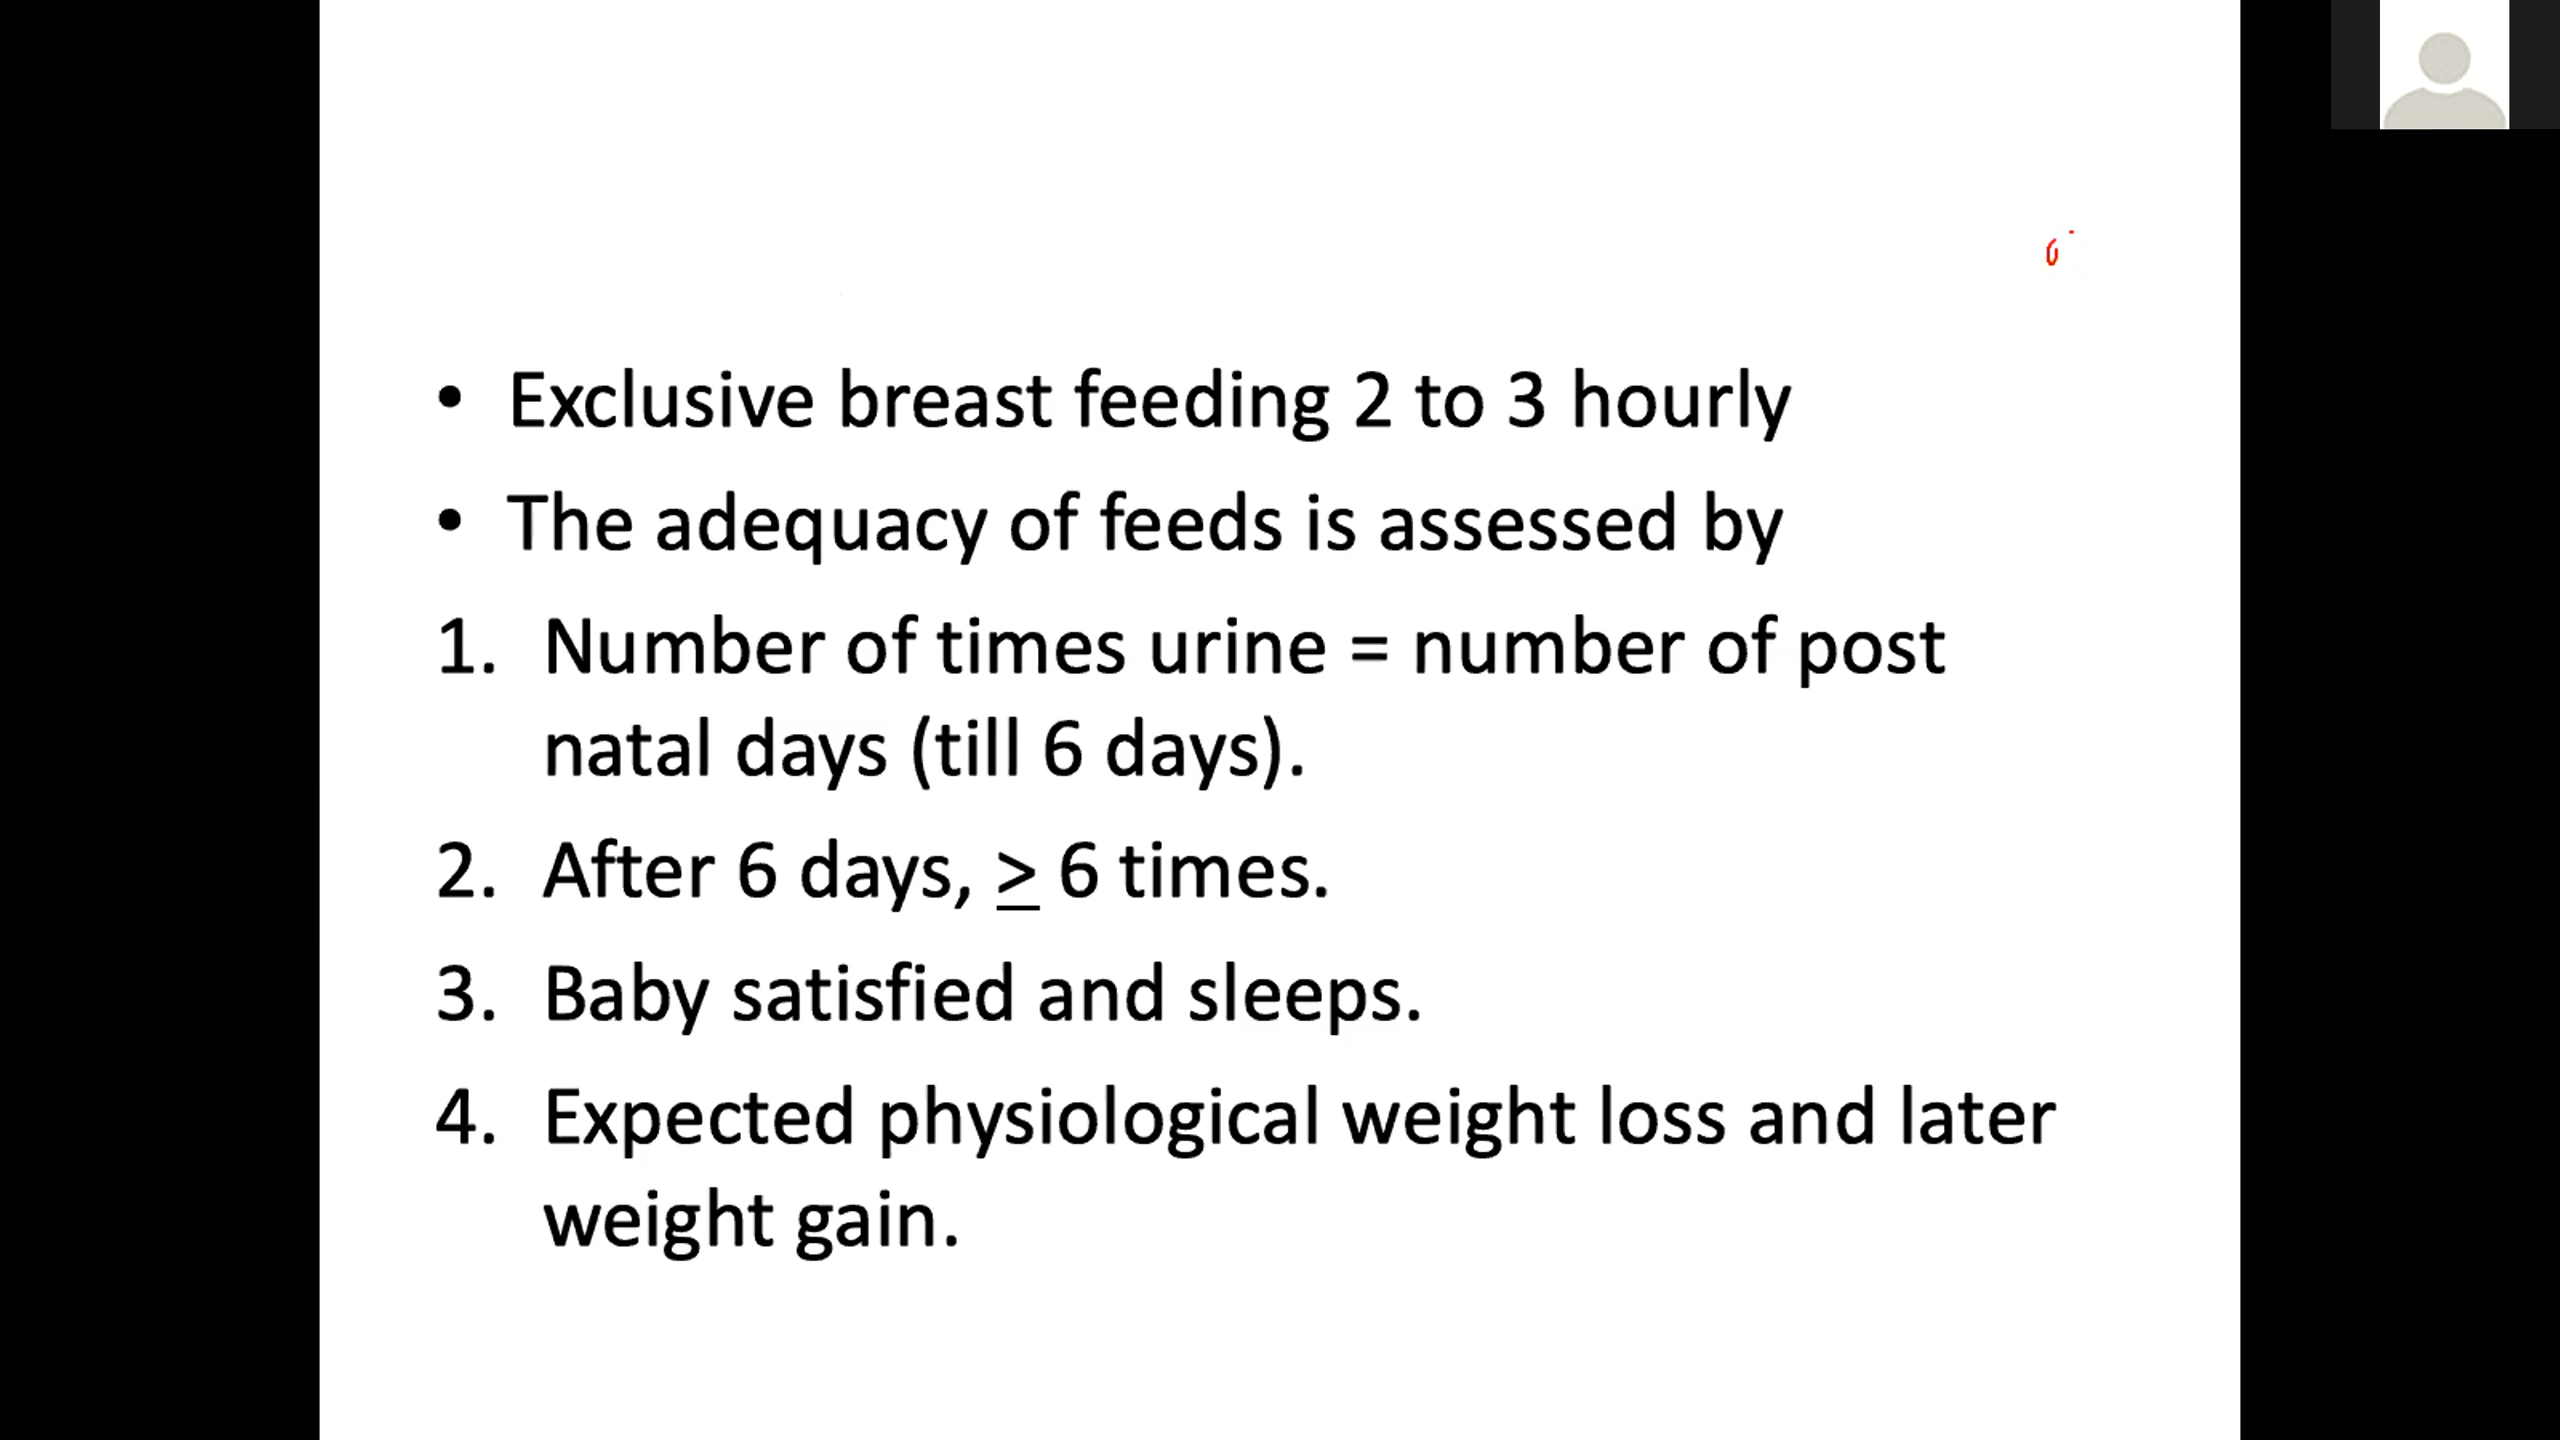 • Exclusive breast feeding 2 to 3 hourly
• The adequacy of feeds is assessed by
1. Number of times urine = number of post
natal days (till 6 days).
2. After 6 days, ≥ 6 times.
3. Baby satisfied and sleeps.
4. Expected physiological weight loss and later
weight gain.